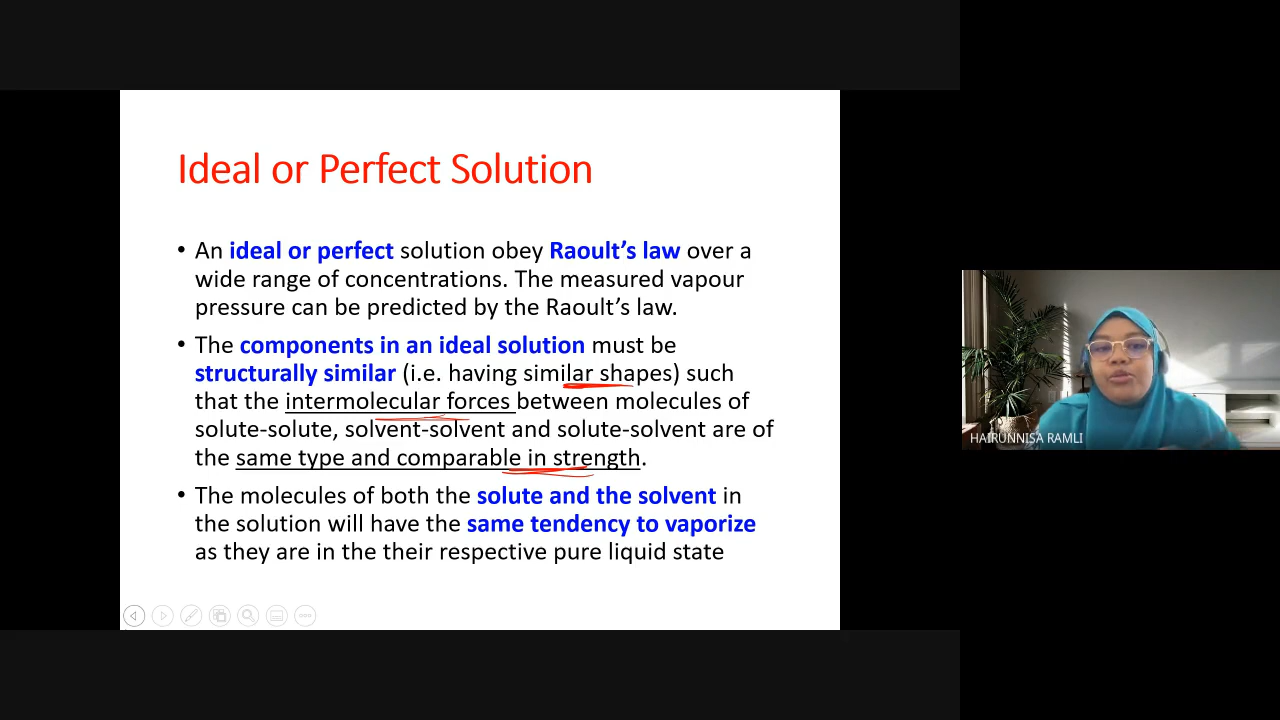 Ideal or Perfect Solution
• An ideal or perfect solution obey Raoult’s law over a
wide range of concentrations. The measured vapour
pressure can be predicted by the Raoult’s law.
• The components in an ideal solution must be
structurally similar (i.e. having similar shapes) such
that the intermolecular forces between molecules of
solute-solute, solvent-solvent and solute-solvent are of
the same type and comparable in strength.
• The molecules of both the solute and the solvent in
the solution will have the same tendency to vaporize
as they are in the their respective pure liquid state
HAIRUNNISA RAMLI